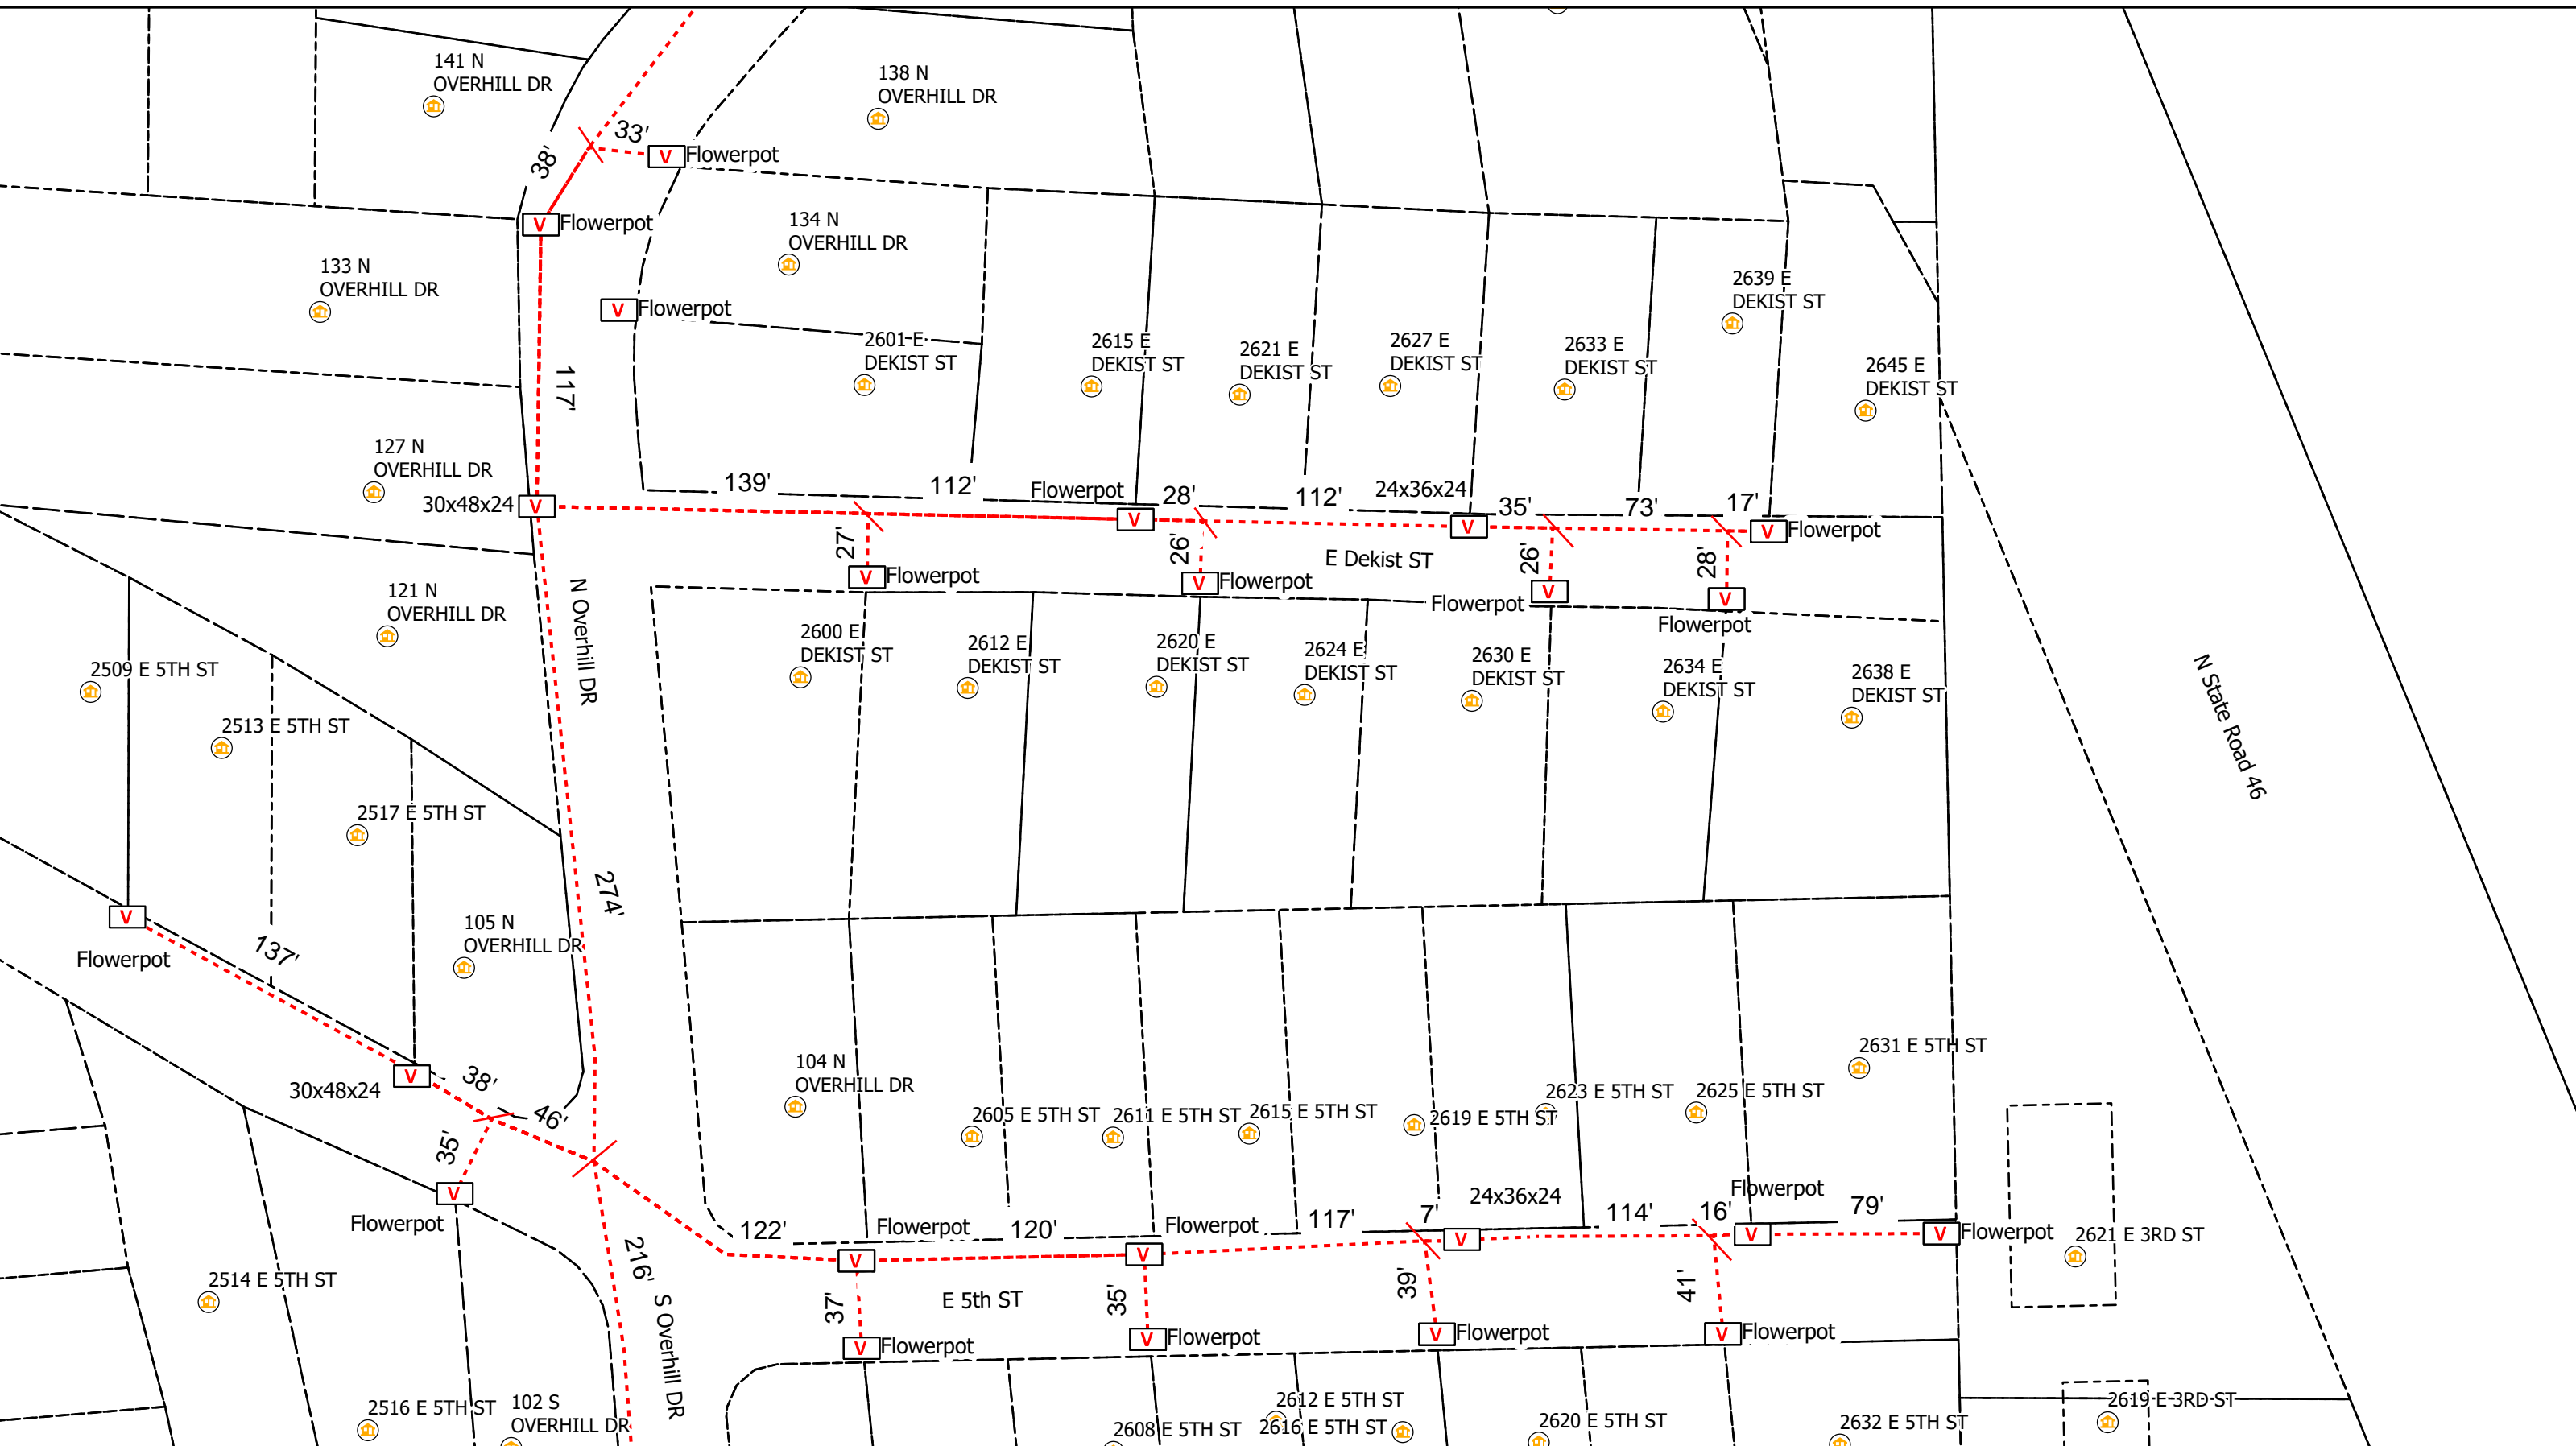 141 N
OVERHILL DR
138 N
OVERHILL DR
33'
38'
V Flowerpot
V Flowerpot
134 N
OVERHILL DR
133 N
OVERHILL DR
V Flowerpot
2639 E
DEKIST ST
2601 E
DEKIST ST
2615 E
DEKIST ST
2621 E
DEKIST ST
2627 E
DEKIST ST
2633 E
DEKIST ST
2645 E
DEKIST ST
117'
127 N
OVERHILL DR
30x48x24 V
139'
112'
Flowerpot
V
28'
112'
24x36x24
V
35'
73'
17'
V Flowerpot
27'
26'
26'
28'
E Dekist ST
V Flowerpot
V Flowerpot
Flowerpot V
V
Flowerpot
121 N
OVERHILL DR
N Overhill DR
2600 E
DEKIST ST
2612 E
DEKIST ST
2620 E
DEKIST ST
2624 E
DEKIST ST
2630 E
DEKIST ST
2634 E
DEKIST ST
2638 E
DEKIST ST
N State Road 46
2509 E 5TH ST
2513 E 5TH ST
2517 E 5TH ST
274'
V
Flowerpot
137'
105 N
OVERHILL DR
V
30x48x24
38'
46'
35'
V
Flowerpot
104 N
OVERHILL DR
2605 E 5TH ST
2611 E 5TH ST
2615 E 5TH ST
2619 E 5TH ST
2623 E 5TH ST
2625 E 5TH ST
2631 E 5TH ST
122'
Flowerpot
V
120'
Flowerpot
V
117'
7'
24x36x24
V
114'
16'
Flowerpot
V
79'
V Flowerpot
2621 E 3RD ST
216'
S Overhill DR
37'
E 5th ST
35'
39'
41'
V Flowerpot
V Flowerpot
V Flowerpot
V Flowerpot
2514 E 5TH ST
2516 E 5TH ST
102 S
OVERHILL DR
2608 E 5TH ST
2612 E 5TH ST
2616 E 5TH ST
2620 E 5TH ST
2632 E 5TH ST
2619 E 3RD ST